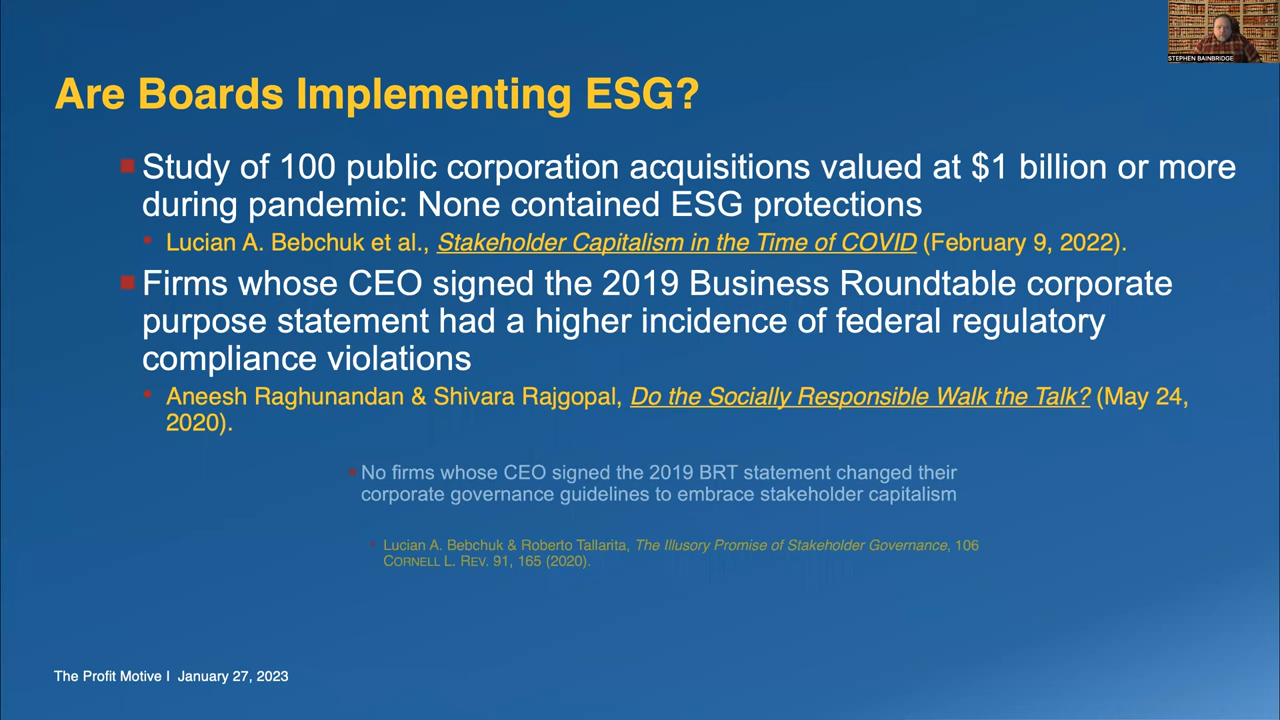 STEPHEN BAINBRIDGE
Are Boards Implementing ESG?
Study of 100 public corporation acquisitions valued at $1 billion or more
during pandemic: None contained ESG protections
Lucian A. Bebchuk et al., Stakeholder Capitalism in the Time of COVID (February 9, 2022).
Firms whose CEO signed the 2019 Business Roundtable corporate
purpose statement had a higher incidence of federal regulatory
compliance violations
Aneesh Raghunandan & Shivara Rajgopal, Do the Socially Responsible Walk the Talk? (May 24,
2020).
No firms whose CEO signed the 2019 BRT statement changed their
corporate governance guidelines to embrace stakeholder capitalism
Lucian A. Bebchuk & Roberto Tallarita, The Illusory Promise of Stakeholder Governance, 106
CORNELL L. REV. 91, 165 (2020).
The Profit Motive I January 27, 2023